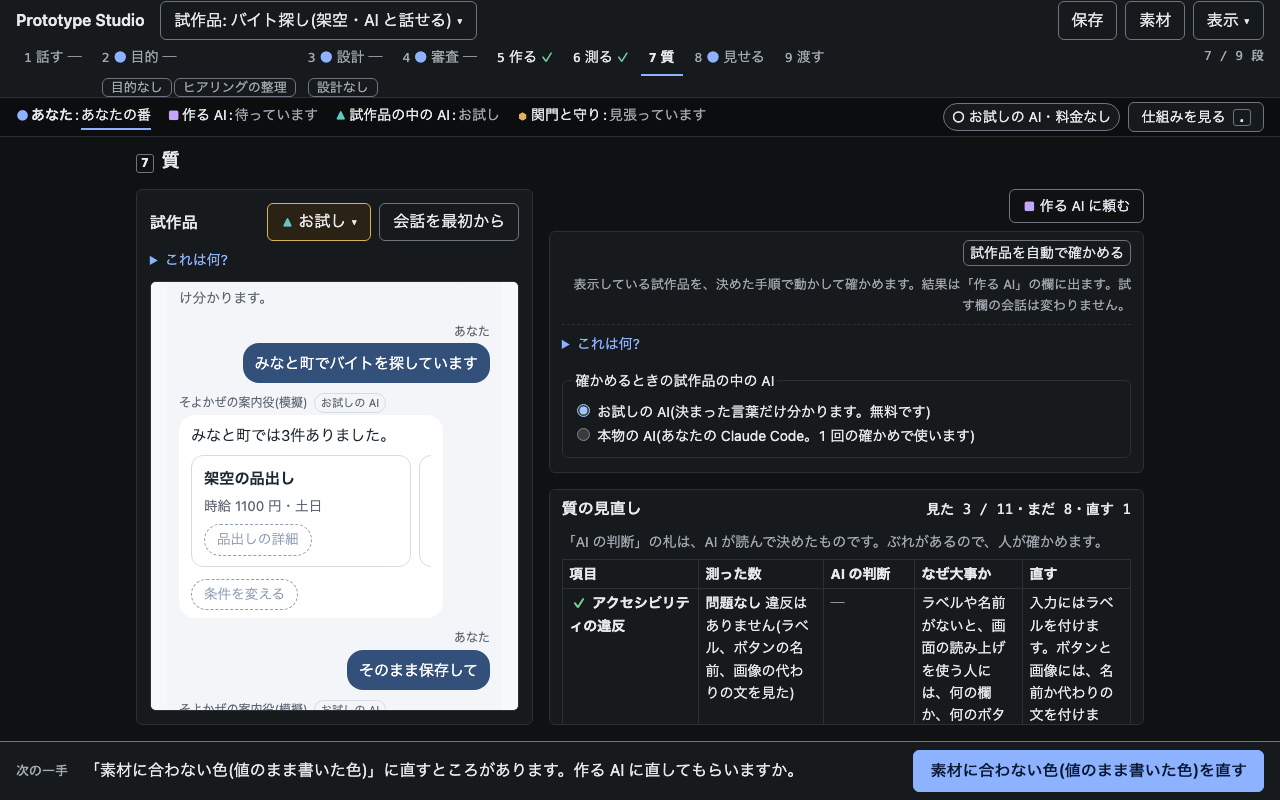 Prototype Studio
試作品: バイト探し(架空・AI と話せる) ▾
保存
素材
表示 ▾
1 話す —
2 目的 —
3 設計 —
4 審査 —
5 作る ✓
6 測る ✓
7 質
8 見せる
9 渡す
7 / 9 段
目的なし
ヒアリングの整理
設計なし
あなた: あなたの番
作る AI: 待っています
試作品の中の AI: お試し
関門と守り: 見張っています
お試しの AI・料金なし
仕組みを見る .
7 質
試作品
お試し ▾
会話を最初から
これは何?
け分かります。
あなた
みなと町でバイトを探しています
そよかぜの案内役(模擬) お試しの AI
みなと町では3件ありました。
架空の品出し
時給 1100 円・土日
品出しの詳細
条件を変える
あなた
そのまま保存して
そよかぜの案内役(模擬) お試しの AI
作る AI に頼む
試作品を自動で確かめる
表示している試作品を、決めた手順で動かして確かめます。結果は「作る AI」の欄に出ます。試
す欄の会話は変わりません。
これは何?
確かめるときの試作品の中の AI
お試しの AI(決まった言葉だけ分かります。無料です)
本物の AI(あなたの Claude Code。1 回の確かめで使います)
質の見直し
見た 3 / 11・まだ 8・直す 1
「AI の判断」の札は、AI が読んで決めたものです。ぶれがあるので、人が確かめます。
項目
測った数
AI の判断
なぜ大事か
直す
✓ アクセシビリテ
ィの違反
問題なし 違反は
ありません(ラベ
ル、ボタンの名
前、画像の代わ
りの文を見た)
—
ラベルや名前
がないと、画
面の読み上げ
を使う人に
は、何の欄
か、何のボタ
入力にはラベ
ルを付けま
す。ボタンと
画像には、名
前か代わりの
文を付けま
次の一手
「素材に合わない色(値のまま書いた色)」に直すところがあります。作る AI に直してもらいますか。
素材に合わない色(値のまま書いた色)を直す